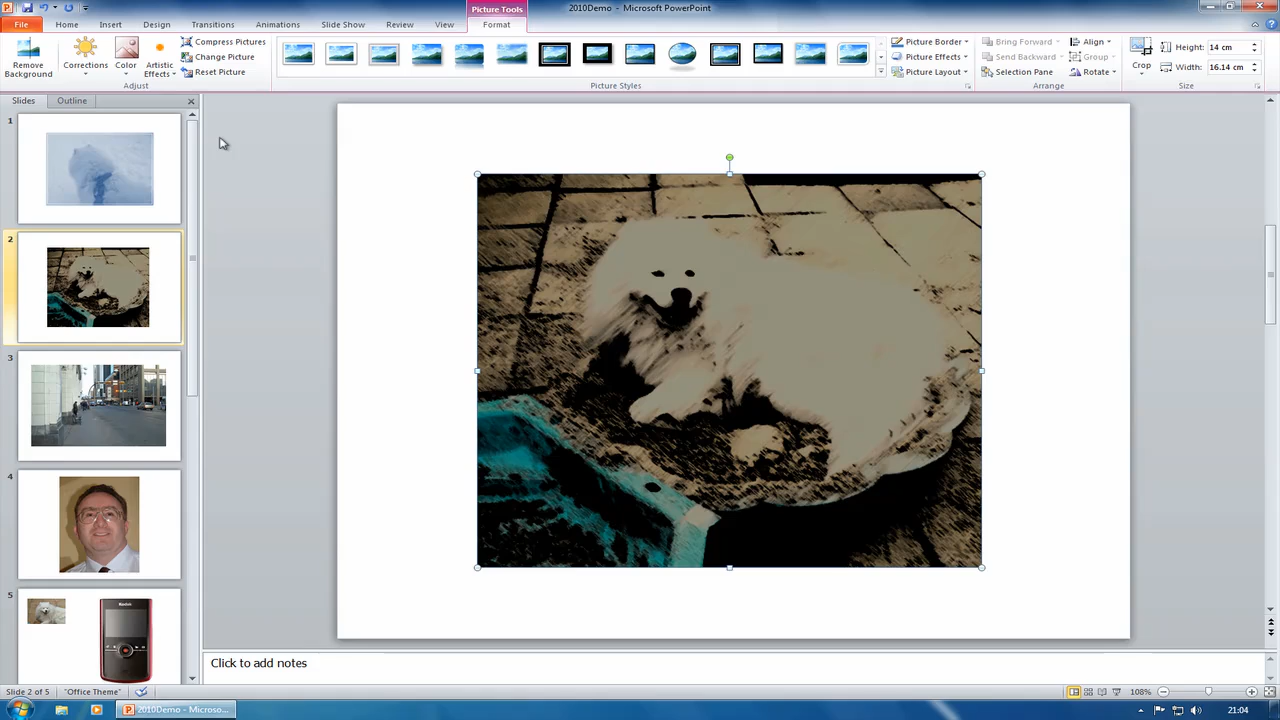 Picture Tools
2010Demo - Microsoft PowerPoint
File Home Insert Design Transitions Animations Slide Show Review View Format
Remove Background
Corrections
Color
Artistic Effects
Compress Pictures
Change Picture
Reset Picture
Picture Border
Picture Effects
Picture Layout
Bring Forward
Send Backward
Selection Pane
Align
Group
Rotate
Crop
Height: 14 cm
Width: 16.14 cm
Adjust Picture Styles Arrange Size
Slides Outline
1
2
3
4
5
Click to add notes
Slide 2 of 5 "Office Theme" 108%
2010Demo - Microso... 21:04